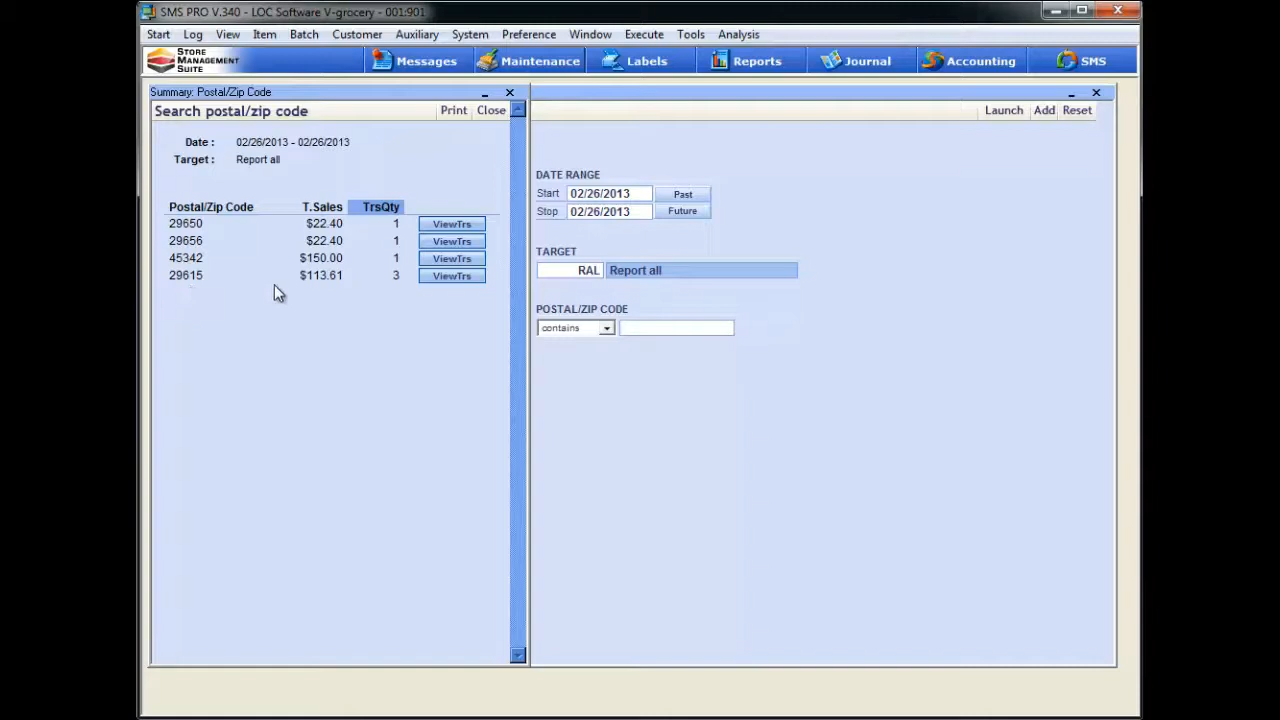 SMS PRO V.340 - LOC Software V-grocery - 001:901
Start Log View Item Batch Customer Auxiliary System Preference Window Execute Tools Analysis
STORE
MANAGEMENT
SUITE
Messages Maintenance Labels Reports Journal Accounting SMS
Summary: Postal/Zip Code
Search postal/zip code Print Close
Launch Add Reset
Date : 02/26/2013 - 02/26/2013
Target : Report all
Postal/Zip Code T.Sales TrsQty
29650 $22.40 1 ViewTrs
29656 $22.40 1 ViewTrs
45342 $150.00 1 ViewTrs
29615 $113.61 3 ViewTrs
DATE RANGE
Start 02/26/2013 Past
Stop 02/26/2013 Future
TARGET
RAL Report all
POSTAL/ZIP CODE
contains